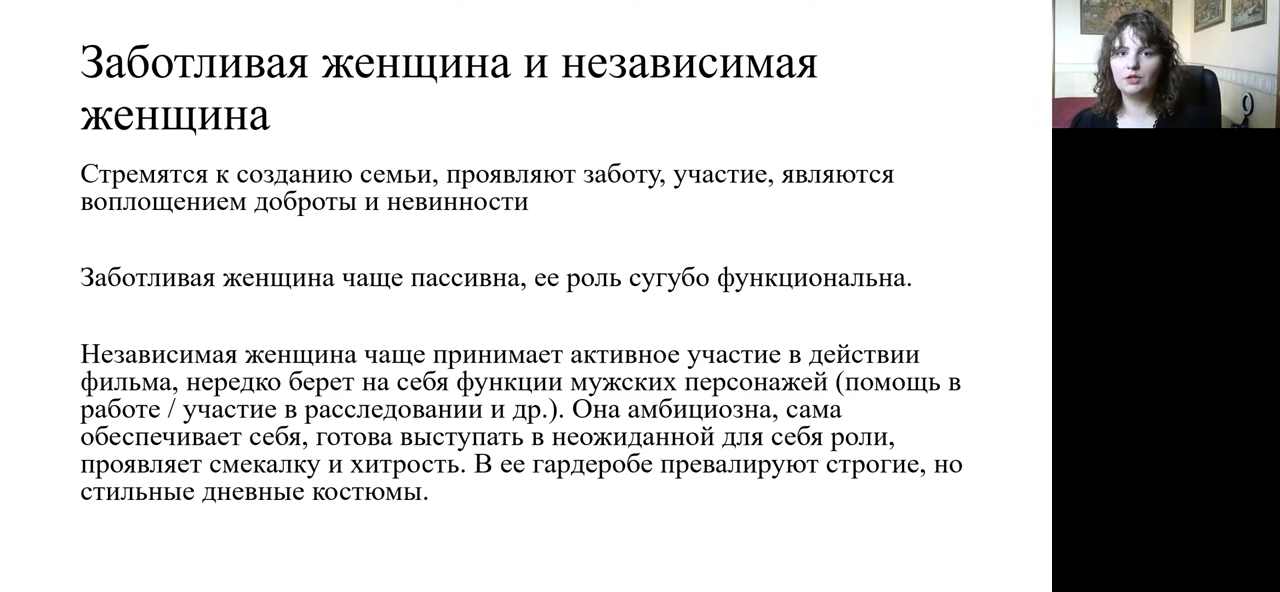 Заботливая женщина и независимая
женщина
Стремятся к созданию семьи, проявляют заботу, участие, являются
воплощением доброты и невинности
Заботливая женщина чаще пассивна, ее роль сугубо функциональна.
Независимая женщина чаще принимает активное участие в действии
фильма, нередко берет на себя функции мужских персонажей (помощь в
работе / участие в расследовании и др.). Она амбициозна, сама
обеспечивает себя, готова выступать в неожиданной для себя роли,
проявляет смекалку и хитрость. В ее гардеробе превалируют строгие, но
стильные дневные костюмы.